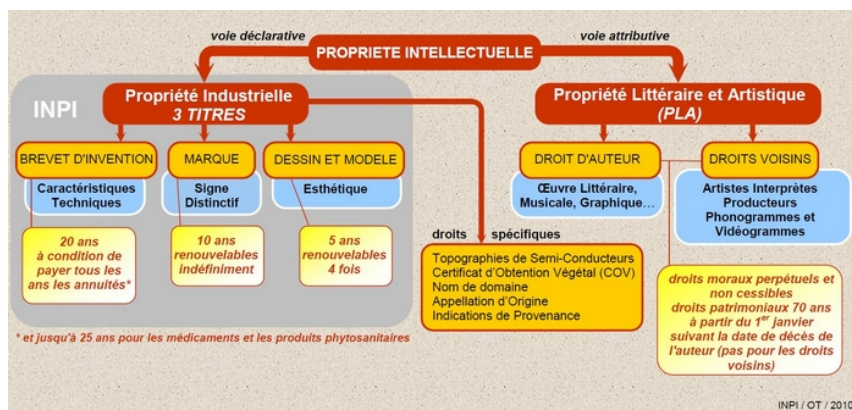 voie déclarative
PROPRIETE INTELLECTUELLE
voie attributive
INPI
Propriété Industrielle
3 TITRES
Propriété Littéraire et Artistique
(PLA)
BREVET D'INVENTION
MARQUE
DESSIN ET MODELE
DROIT D'AUTEUR
DROITS VOISINS
Caractéristiques
Techniques
Signe
Distinctif
Esthétique
Œuvre Littéraire,
Musicale, Graphique...
Artistes Interprètes
Producteurs
Phonogrammes et
Vidéogrammes
20 ans
à condition de
payer tous les
ans les annuités*
10 ans
renouvelables
indéfiniment
5 ans
renouvelables
4 fois
droits spécifiques
Topographies de Semi-Conducteurs
Certificat d'Obtention Végétal (COV)
Nom de domaine
Appellation d'Origine
Indications de Provenance
droits moraux perpétuels et
non cessibles
droits patrimoniaux 70 ans
à partir du 1er janvier
suivant la date de décès de
l'auteur (pas pour les droits
voisins)
* et jusqu'à 25 ans pour les médicaments et les produits phytosanitaires
INPI / OT / 2010